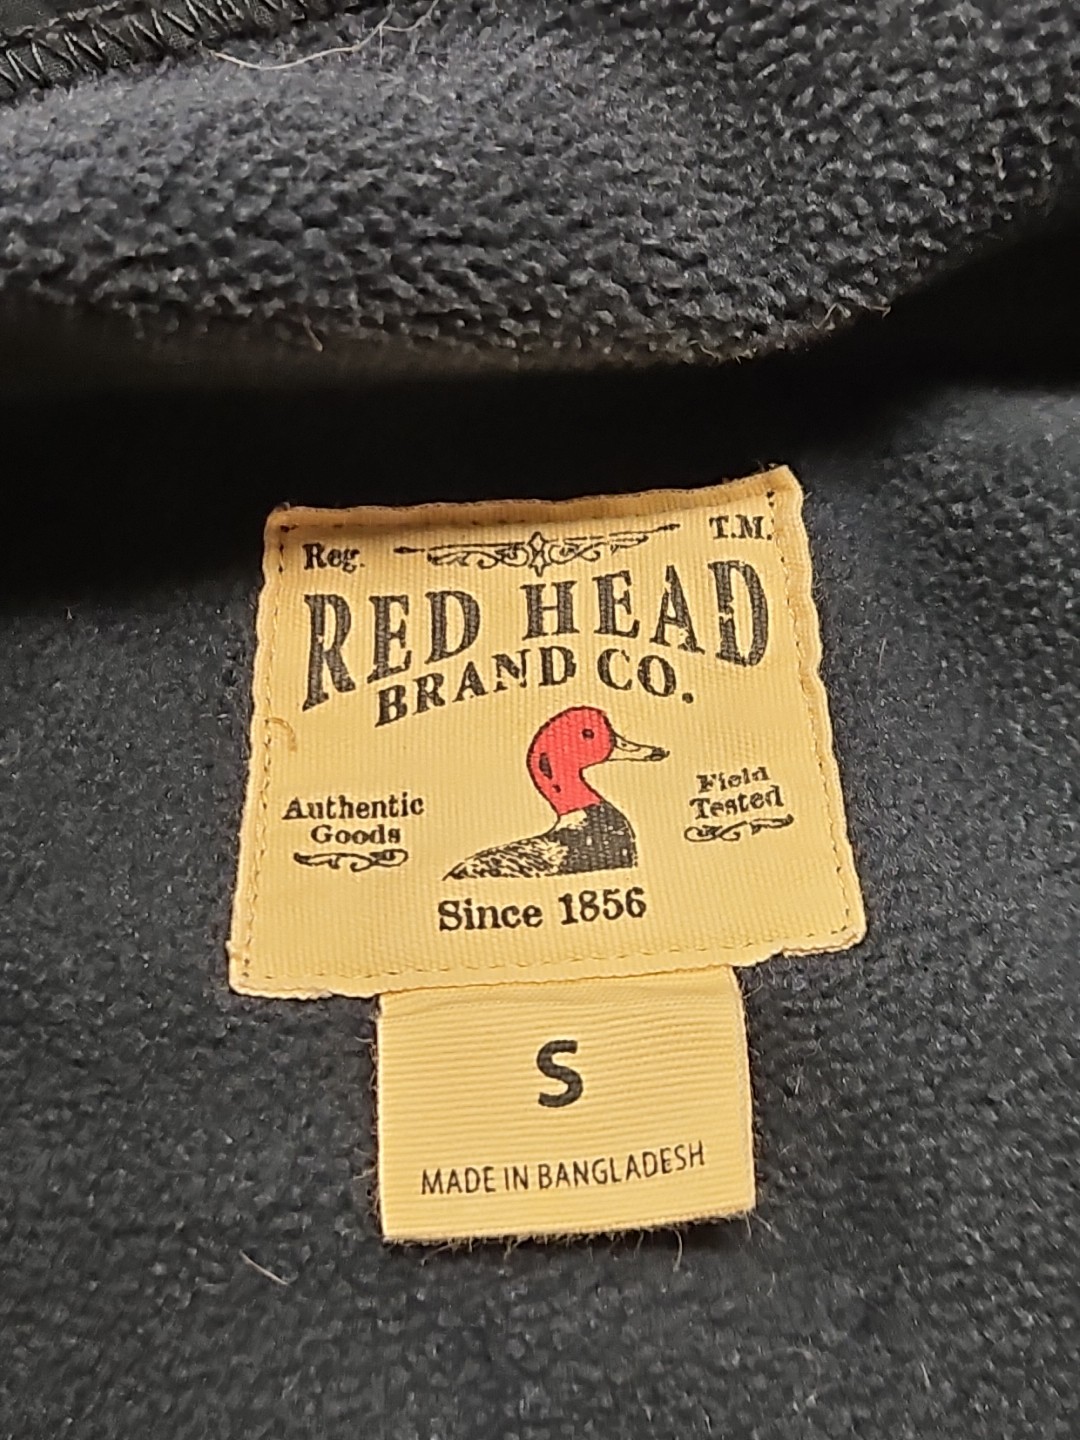 Reg. T.M.
RED HEAD
BRAND CO.
Authentic
Goods
Field
Tested
Since 1856
S
MADE IN BANGLADESH